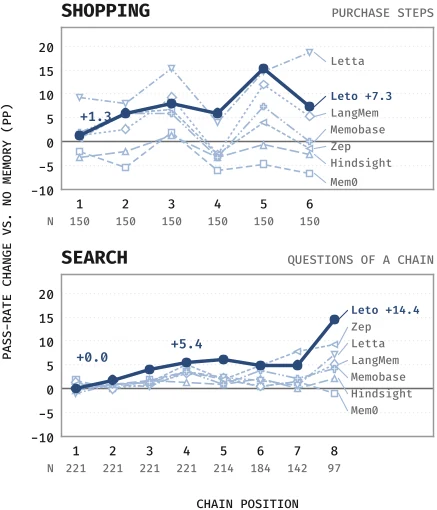 SHOPPING PURCHASE STEPS
20
15
10
5
0
−5
−10
+1.3
Letta
Leto +7.3
LangMem
Memobase
Zep
Hindsight
Mem0
1 2 3 4 5 6
N 150 150 150 150 150 150
PASS-RATE CHANGE VS. NO MEMORY (PP)
SEARCH QUESTIONS OF A CHAIN
20
15
10
5
0
−5
−10
+0.0
+5.4
Leto +14.4
Zep
Letta
LangMem
Memobase
Hindsight
Mem0
1 2 3 4 5 6 7 8
N 221 221 221 221 214 184 142 97
CHAIN POSITION